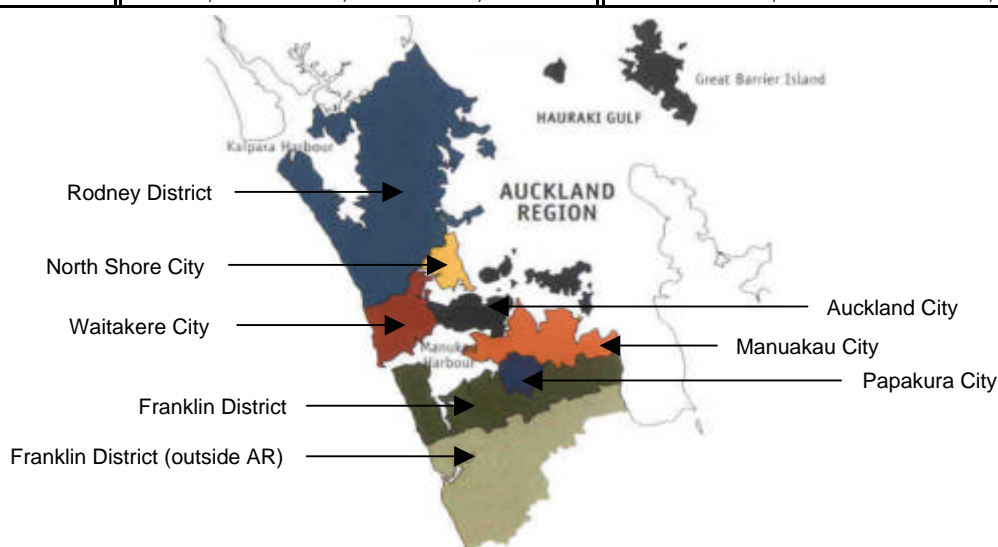 Great Barrier Island
HAURAKI GULF
Kaipara Harbour
Rodney District
AUCKLAND
REGION
North Shore City
Auckland City
Waitakere City
Manuakau City
Manukau
Harbour
Papakura City
Franklin District
Franklin District (outside AR)